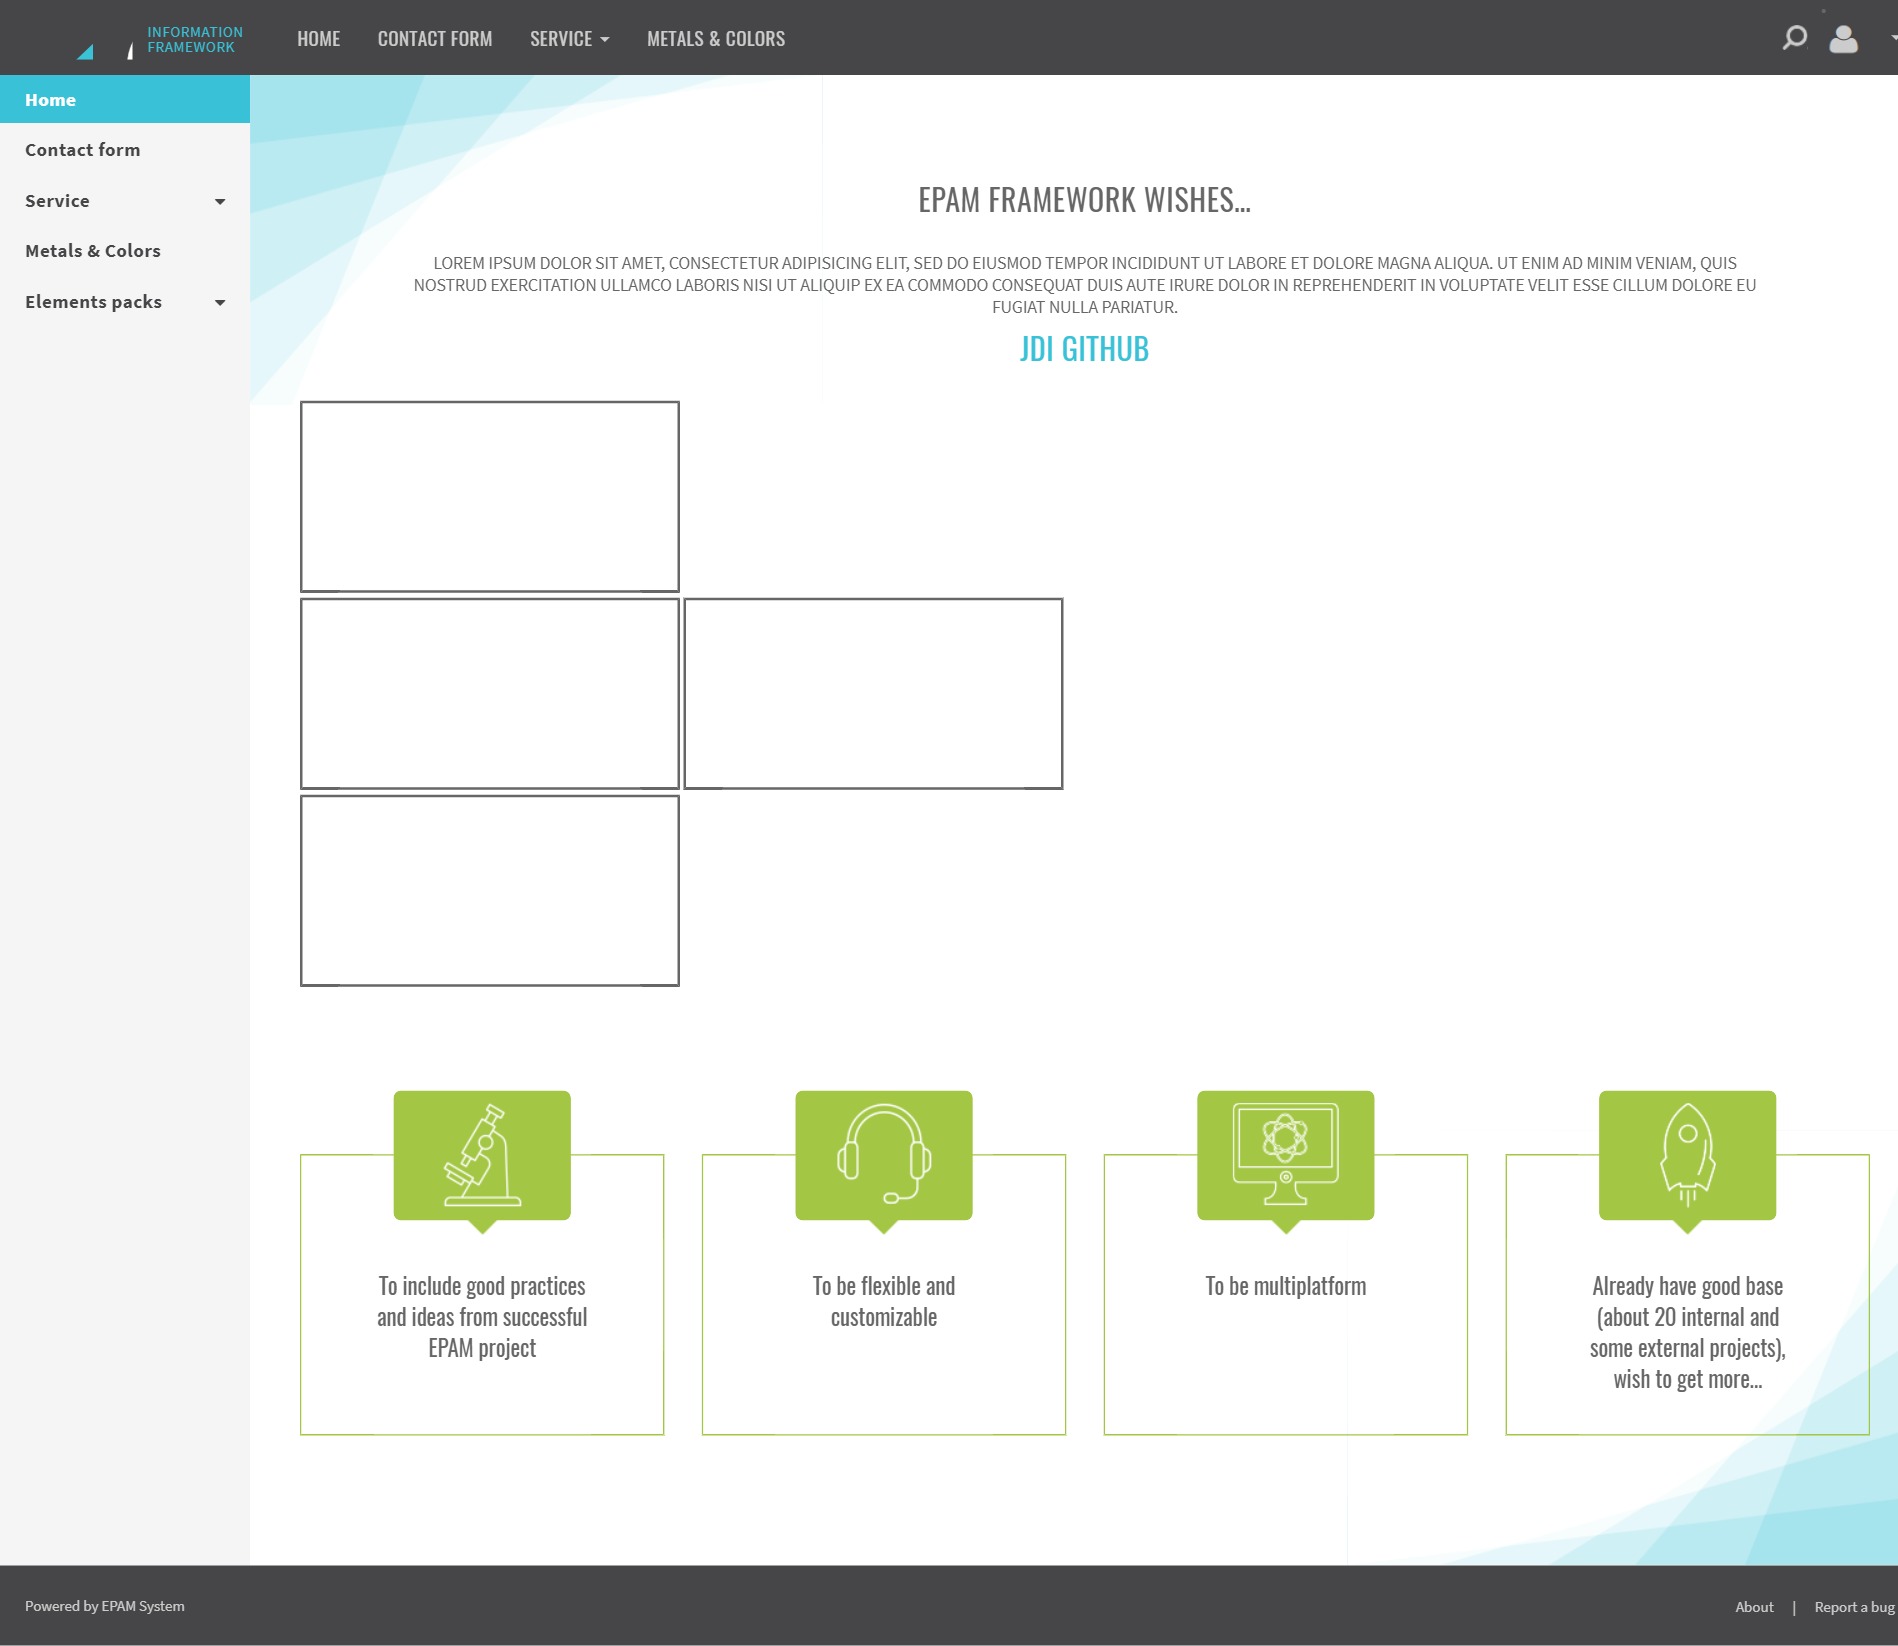 INFORMATION
FRAMEWORK
HOME
CONTACT FORM
SERVICE
METALS & COLORS
Home
Contact form
Service
Metals & Colors
Elements packs
EPAM FRAMEWORK WISHES...
LOREM IPSUM DOLOR SIT AMET, CONSECTETUR ADIPISICING ELIT, SED DO EIUSMOD TEMPOR INCIDIDUNT UT LABORE ET DOLORE MAGNA ALIQUA. UT ENIM AD MINIM VENIAM, QUIS
NOSTRUD EXERCITATION ULLAMCO LABORIS NISI UT ALIQUIP EX EA COMMODO CONSEQUAT DUIS AUTE IRURE DOLOR IN REPREHENDERIT IN VOLUPTATE VELIT ESSE CILLUM DOLORE EU
FUGIAT NULLA PARIATUR.
JDI GITHUB
To include good practices
and ideas from successful
EPAM project
To be flexible and
customizable
To be multiplatform
Already have good base
(about 20 internal and
some external projects),
wish to get more...
Powered by EPAM System
About | Report a bug